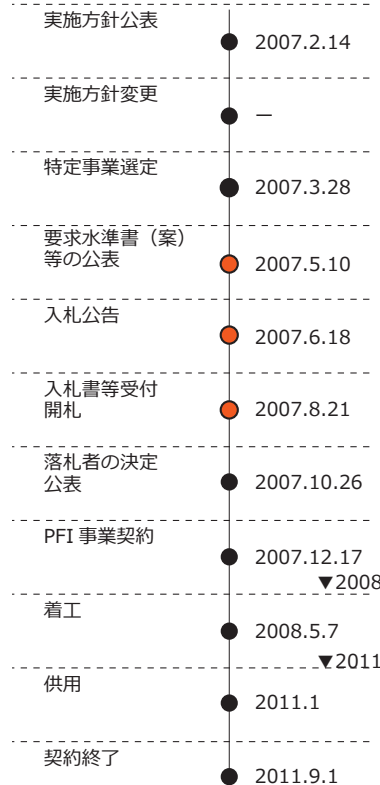 実施方針公表
2007.2.14
実施方針変更
―
特定事業選定
2007.3.28
要求水準書（案）
等の公表
2007.5.10
入札公告
2007.6.18
入札書等受付
開札
2007.8.21
落札者の決定
公表
2007.10.26
PFI 事業契約
2007.12.17
▼2008
着工
2008.5.7
▼2011
供用
2011.1
契約終了
2011.9.1